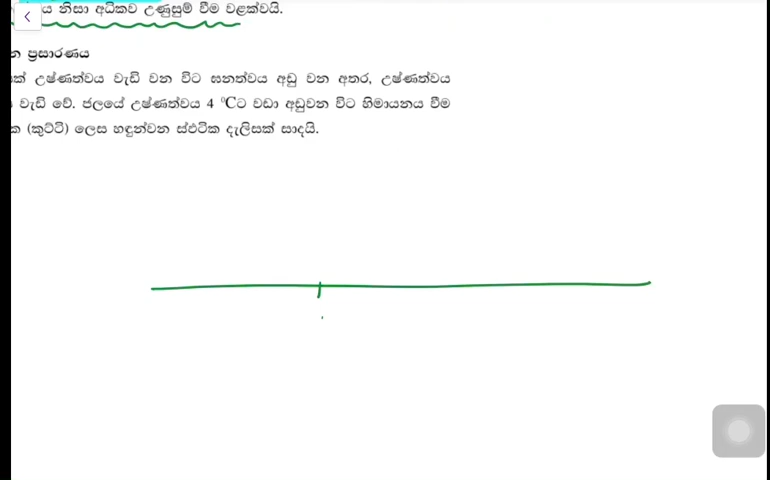 ය නිසා අධිකව උණුසුම් වීම වළක්වයි.
න ප්‍රසාරණය
ක් උෂ්ණත්වය වැඩි වන විට ඝනත්වය අඩු වන අතර, උෂ්ණත්වය
වැඩි වේ. ජලයේ උෂ්ණත්වය 4 °Cට වඩා අඩුවන විට හිමායනය වීම
ක (කුට්ටි) ලෙස හඳුන්වන ස්ඵටික දැලිසක් සාදයි.